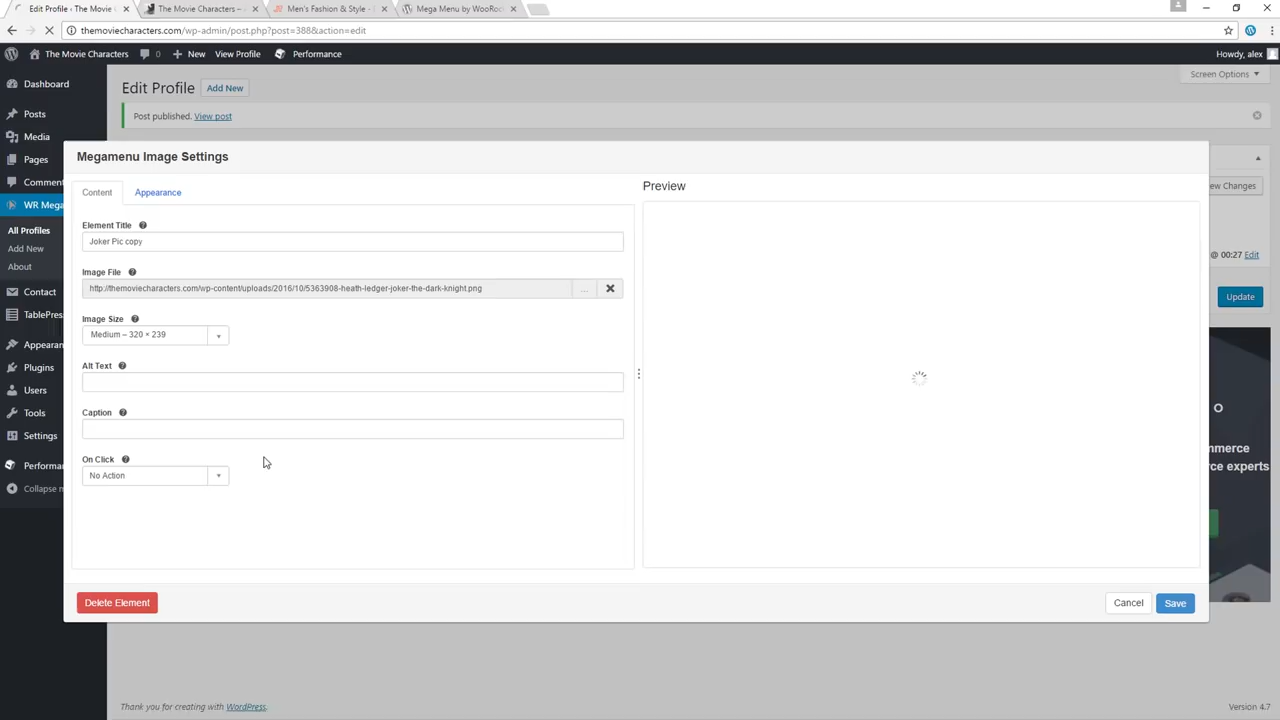 Edit Profile ‹ The Movie Ch
The Movie Characters –
Men's Fashion & Style -
Mega Menu by WooRoc
themoviecharacters.com/wp-admin/post.php?post=388&action=edit
The Movie Characters
0
New
View Profile
Performance
Howdy, alex
Dashboard
Edit Profile
Add New
Screen Options
Posts
Post published. View post
Media
Pages
Comment
WR Mega
All Profiles
Add New
About
Contact
TablePres
Appearan
Plugins
Users
Tools
Settings
Performan
Collapse m
Megamenu Image Settings
Content
Appearance
Element Title
Joker Pic copy
Image File
http://themoviecharacters.com/wp-content/uploads/2016/10/5363908-heath-ledger-joker-the-dark-knight.png
...
Image Size
Medium – 320 × 239
Alt Text
Caption
On Click
No Action
Preview
Delete Element
Cancel
Save
ew Changes
@ 00:27 Edit
Update
O
mmerce
rce experts
Thank you for creating with WordPress.
Version 4.7